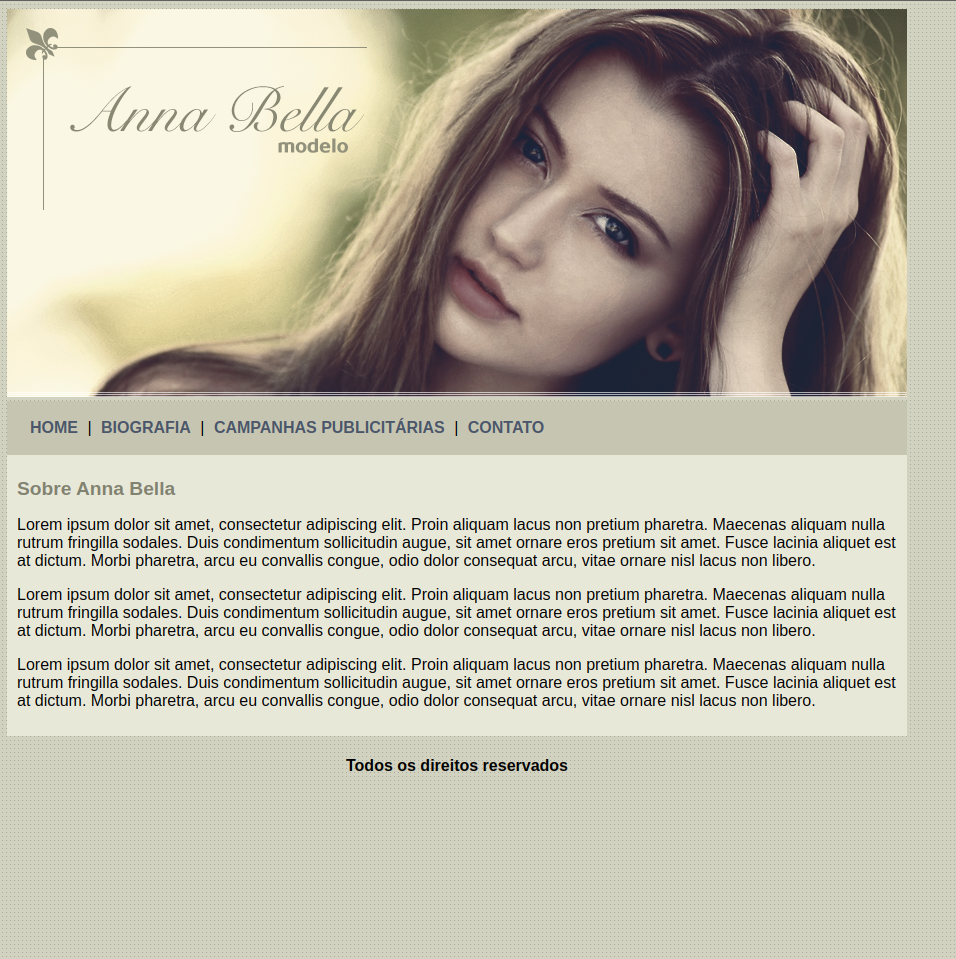 Anna Bella
modelo
HOME | BIOGRAFIA | CAMPANHAS PUBLICITÁRIAS | CONTATO
Sobre Anna Bella
Lorem ipsum dolor sit amet, consectetur adipiscing elit. Proin aliquam lacus non pretium pharetra. Maecenas aliquam nulla
rutrum fringilla sodales. Duis condimentum sollicitudin augue, sit amet ornare eros pretium sit amet. Fusce lacinia aliquet est
at dictum. Morbi pharetra, arcu eu convallis congue, odio dolor consequat arcu, vitae ornare nisl lacus non libero.
Lorem ipsum dolor sit amet, consectetur adipiscing elit. Proin aliquam lacus non pretium pharetra. Maecenas aliquam nulla
rutrum fringilla sodales. Duis condimentum sollicitudin augue, sit amet ornare eros pretium sit amet. Fusce lacinia aliquet est
at dictum. Morbi pharetra, arcu eu convallis congue, odio dolor consequat arcu, vitae ornare nisl lacus non libero.
Lorem ipsum dolor sit amet, consectetur adipiscing elit. Proin aliquam lacus non pretium pharetra. Maecenas aliquam nulla
rutrum fringilla sodales. Duis condimentum sollicitudin augue, sit amet ornare eros pretium sit amet. Fusce lacinia aliquet est
at dictum. Morbi pharetra, arcu eu convallis congue, odio dolor consequat arcu, vitae ornare nisl lacus non libero.
Todos os direitos reservados